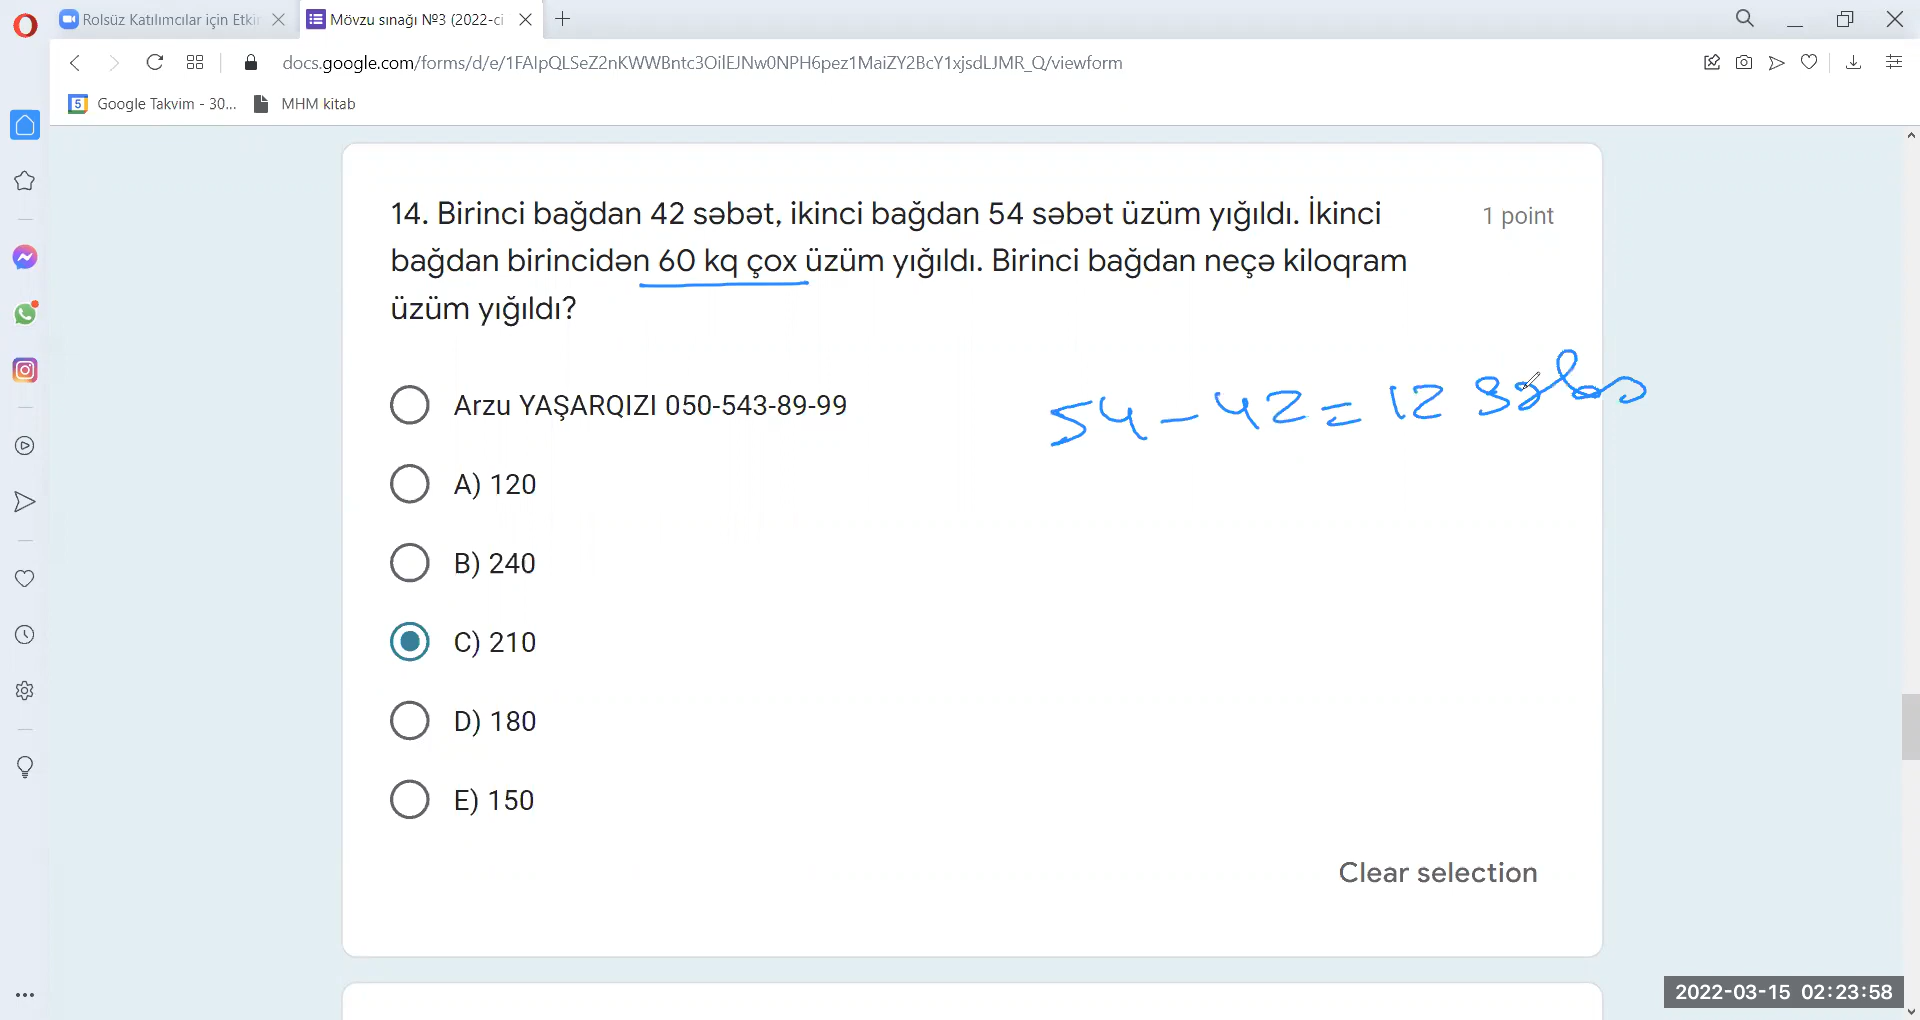 Rolsüz Katılımcılar için Etkin
Mövzu sınağı №3 (2022-ci
docs.google.com/forms/d/e/1FAIpQLSeZ2nKWWBntc3OilEJNw0NPH6pez1MaiZY2BcY1xjsdLJMR_Q/viewform
5 Google Takvim - 30...
MHM kitab
14. Birinci bağdan 42 səbət, ikinci bağdan 54 səbət üzüm yığıldı. İkinci
1 point
bağdan birincidən 60 kq çox üzüm yığıldı. Birinci bağdan neçə kiloqram
üzüm yığıldı?
54 - 42 = 12
Arzu YAŞARQIZI 050-543-89-99
A) 120
B) 240
C) 210
D) 180
E) 150
Clear selection
2022-03-15 02:23:58